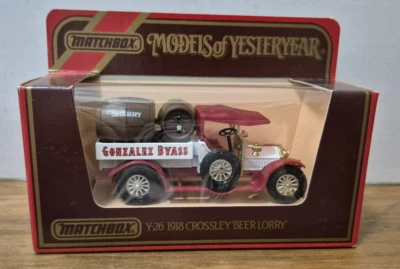 MATCHBOX
MODELS of YESTERYEAR
SHERRY
GONZALEZ BYASS
MATCHBOX
Y-26 1918 CROSSLEY 'BEER LORRY'